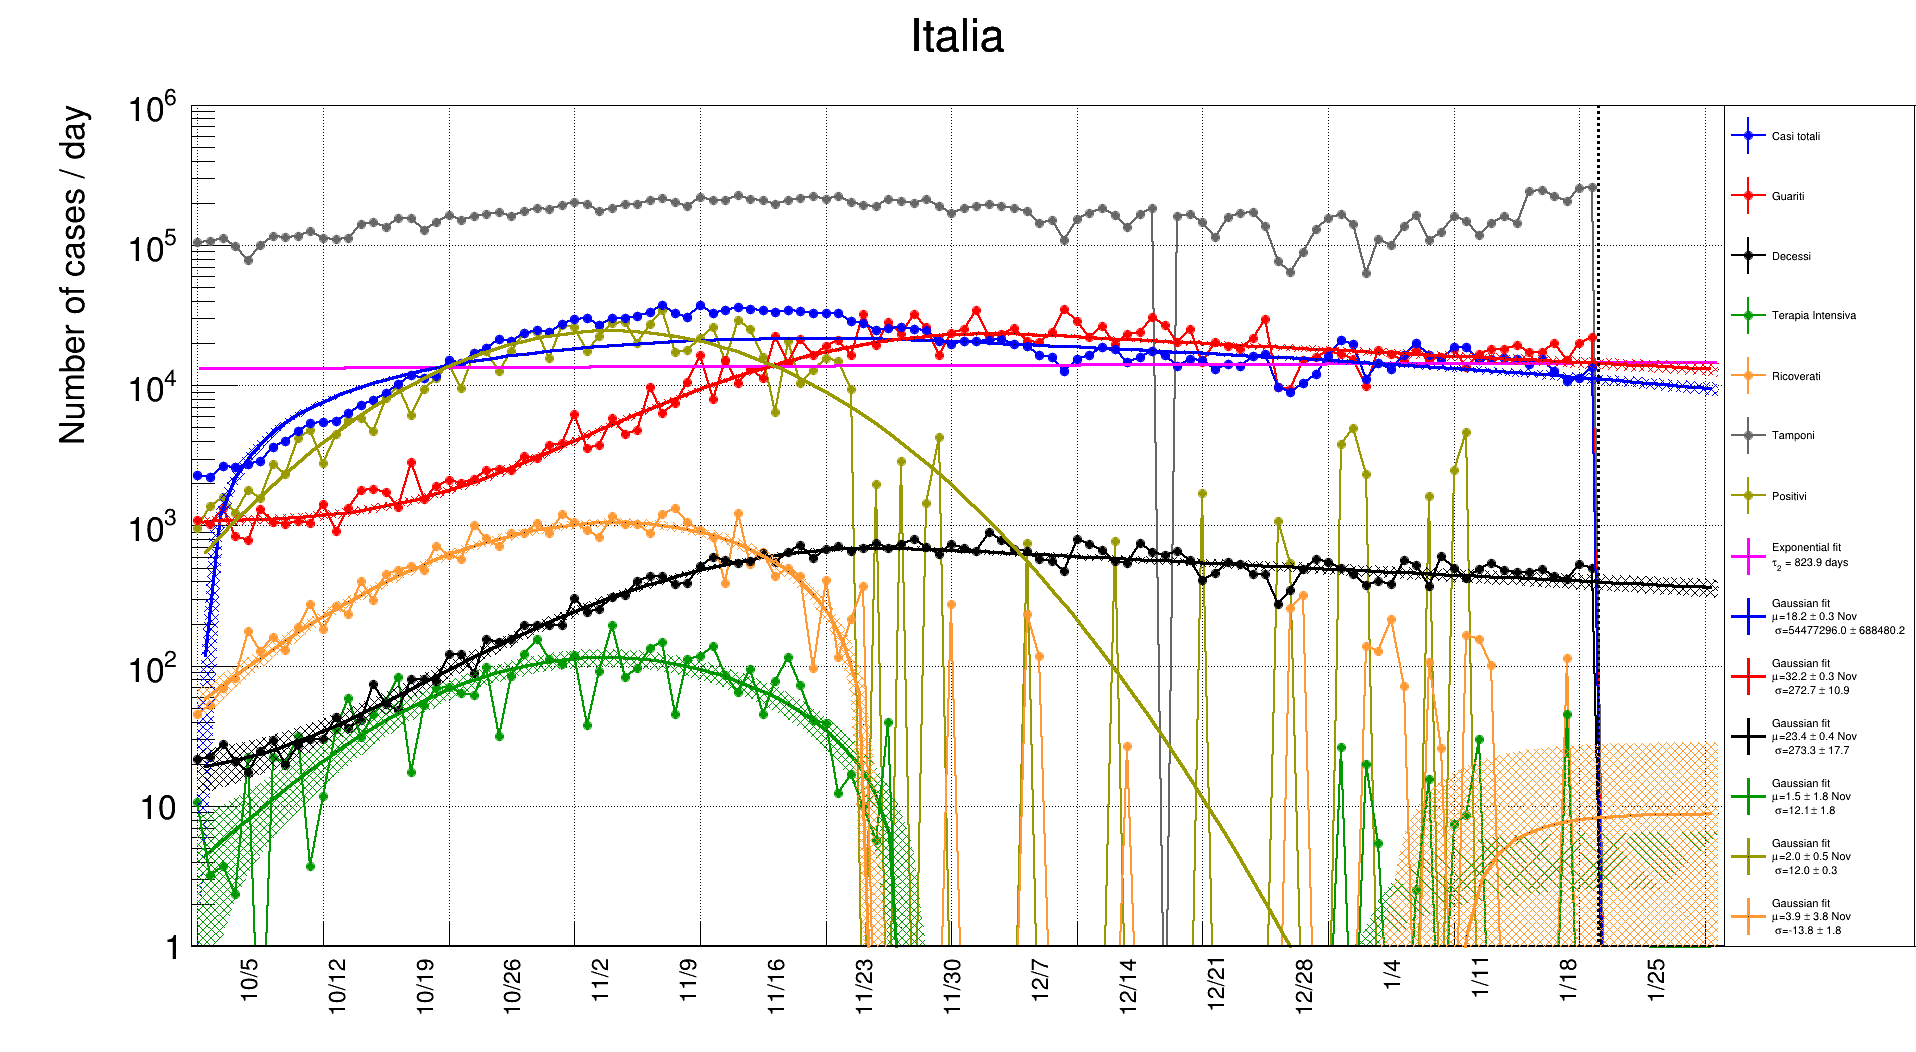 Italia
Number of cases / day
10^6
10^5
10^4
10^3
10^2
10
1
10/5 10/12 10/19 10/26 11/2 11/9 11/16 11/23 11/30 12/7 12/14 12/21 12/28 1/4 1/11 1/18 1/25
Casi totali
Guariti
Decessi
Terapia Intensiva
Ricoverati
Tamponi
Positivi
Exponential fit
τ₂ = 823.9 days
Gaussian fit
μ=18.2 ± 0.3 Nov
σ=54477296.0 ± 688480.2
Gaussian fit
μ=32.2 ± 0.3 Nov
σ=272.7 ± 10.9
Gaussian fit
μ=23.4 ± 0.4 Nov
σ=273.3 ± 17.7
Gaussian fit
μ=1.5 ± 1.8 Nov
σ=12.1 ± 1.8
Gaussian fit
μ=2.0 ± 0.5 Nov
σ=12.0 ± 0.3
Gaussian fit
μ=3.9 ± 3.8 Nov
σ=-13.8 ± 1.8